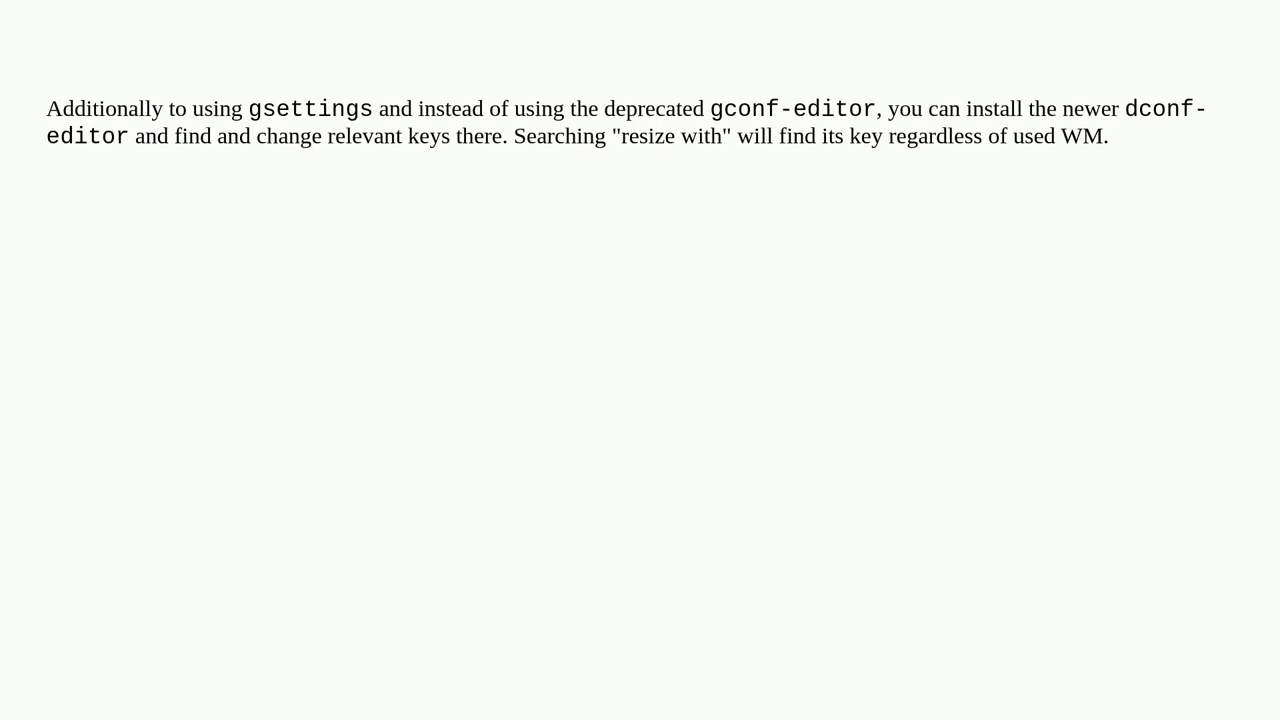 Additionally to using gsettings and instead of using the deprecated gconf-editor, you can install the newer dconf-
editor and find and change relevant keys there. Searching "resize with" will find its key regardless of used WM.